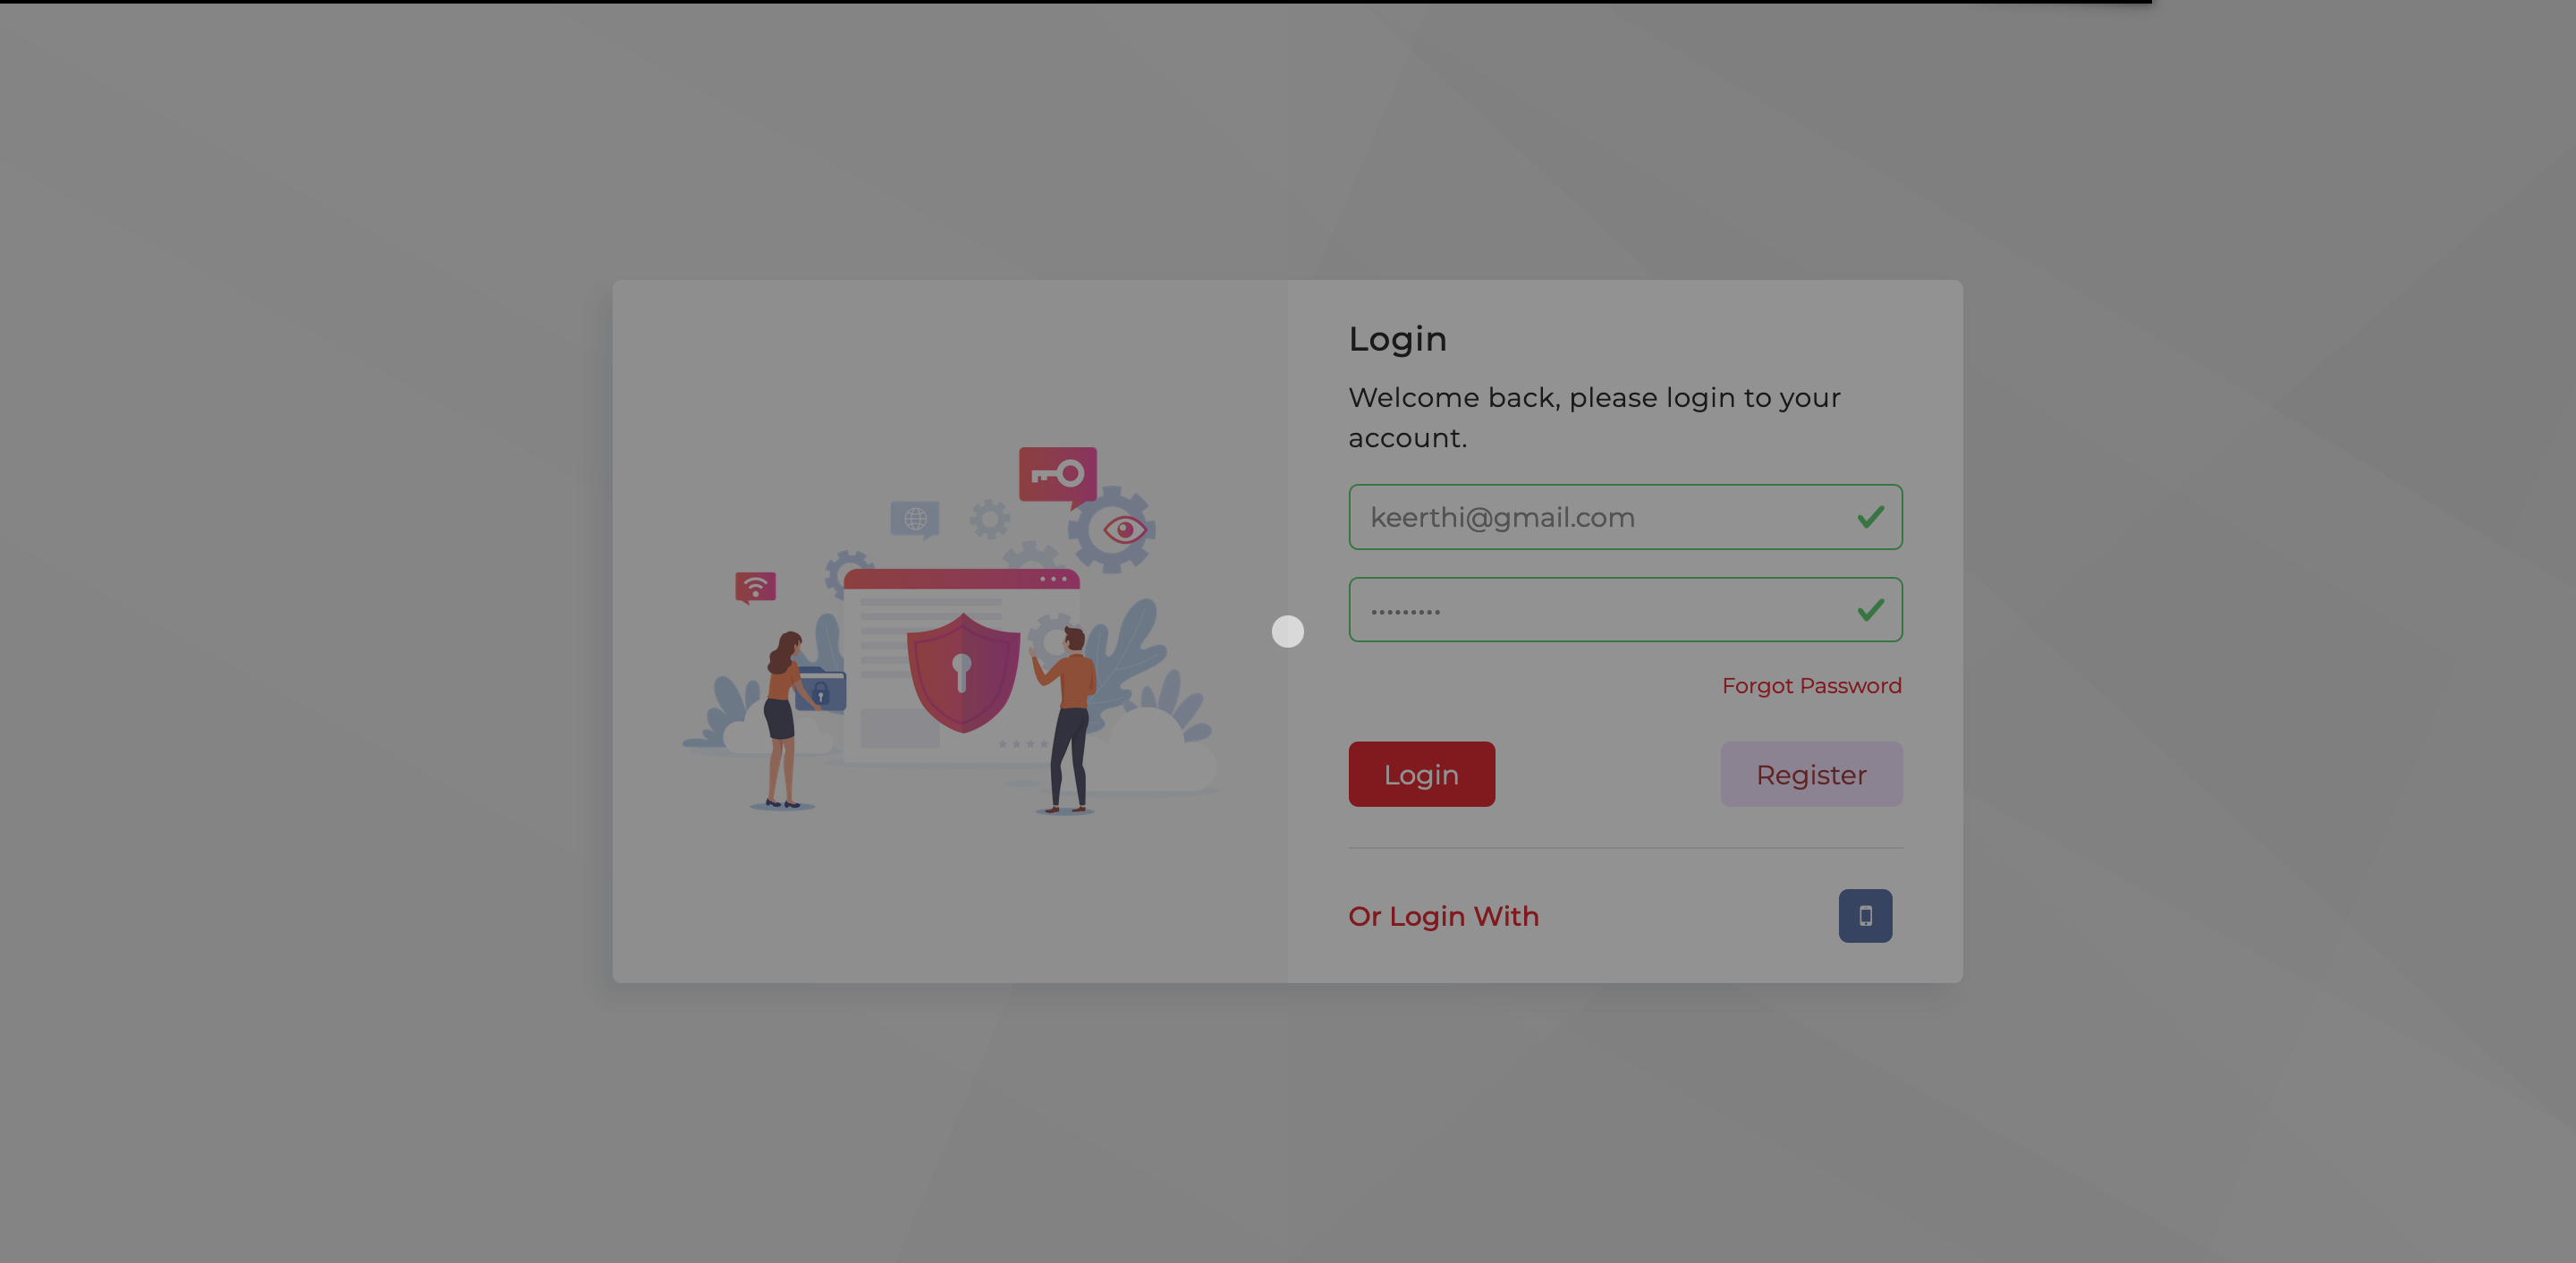 Login
Welcome back, please login to your
account.
keerthi@gmail.com
•••••••••
Forgot Password
Login
Register
Or Login With